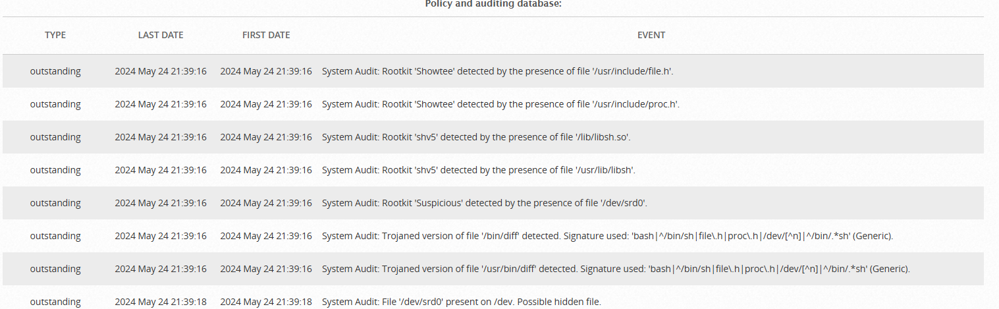 Policy and auditing database:
TYPE LAST DATE FIRST DATE EVENT
outstanding 2024 May 24 21:39:16 2024 May 24 21:39:16 System Audit: Rootkit 'Showtee' detected by the presence of file '/usr/include/file.h'.
outstanding 2024 May 24 21:39:16 2024 May 24 21:39:16 System Audit: Rootkit 'Showtee' detected by the presence of file '/usr/include/proc.h'.
outstanding 2024 May 24 21:39:16 2024 May 24 21:39:16 System Audit: Rootkit 'shv5' detected by the presence of file '/lib/libsh.so'.
outstanding 2024 May 24 21:39:16 2024 May 24 21:39:16 System Audit: Rootkit 'shv5' detected by the presence of file '/usr/lib/libsh'.
outstanding 2024 May 24 21:39:16 2024 May 24 21:39:16 System Audit: Rootkit 'Suspicious' detected by the presence of file '/dev/srd0'.
outstanding 2024 May 24 21:39:16 2024 May 24 21:39:16 System Audit: Trojaned version of file '/bin/diff' detected. Signature used: 'bash|^/bin/sh|file\.h|proc\.h|/dev/[^n]|^/bin/.*sh' (Generic).
outstanding 2024 May 24 21:39:16 2024 May 24 21:39:16 System Audit: Trojaned version of file '/usr/bin/diff' detected. Signature used: 'bash|^/bin/sh|file\.h|proc\.h|/dev/[^n]|^/bin/.*sh' (Generic).
outstanding 2024 May 24 21:39:18 2024 May 24 21:39:18 System Audit: File '/dev/srd0' present on /dev. Possible hidden file.